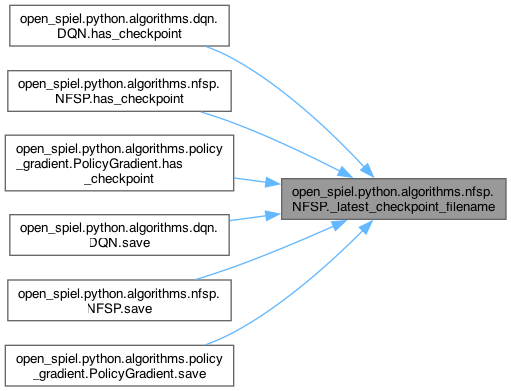 open_spiel.python.algorithms.dqn.
DQN.has_checkpoint
open_spiel.python.algorithms.nfsp.
NFSP.has_checkpoint
open_spiel.python.algorithms.policy
_gradient.PolicyGradient.has
_checkpoint
open_spiel.python.algorithms.nfsp.
NFSP._latest_checkpoint_filename
open_spiel.python.algorithms.dqn.
DQN.save
open_spiel.python.algorithms.nfsp.
NFSP.save
open_spiel.python.algorithms.policy
_gradient.PolicyGradient.save